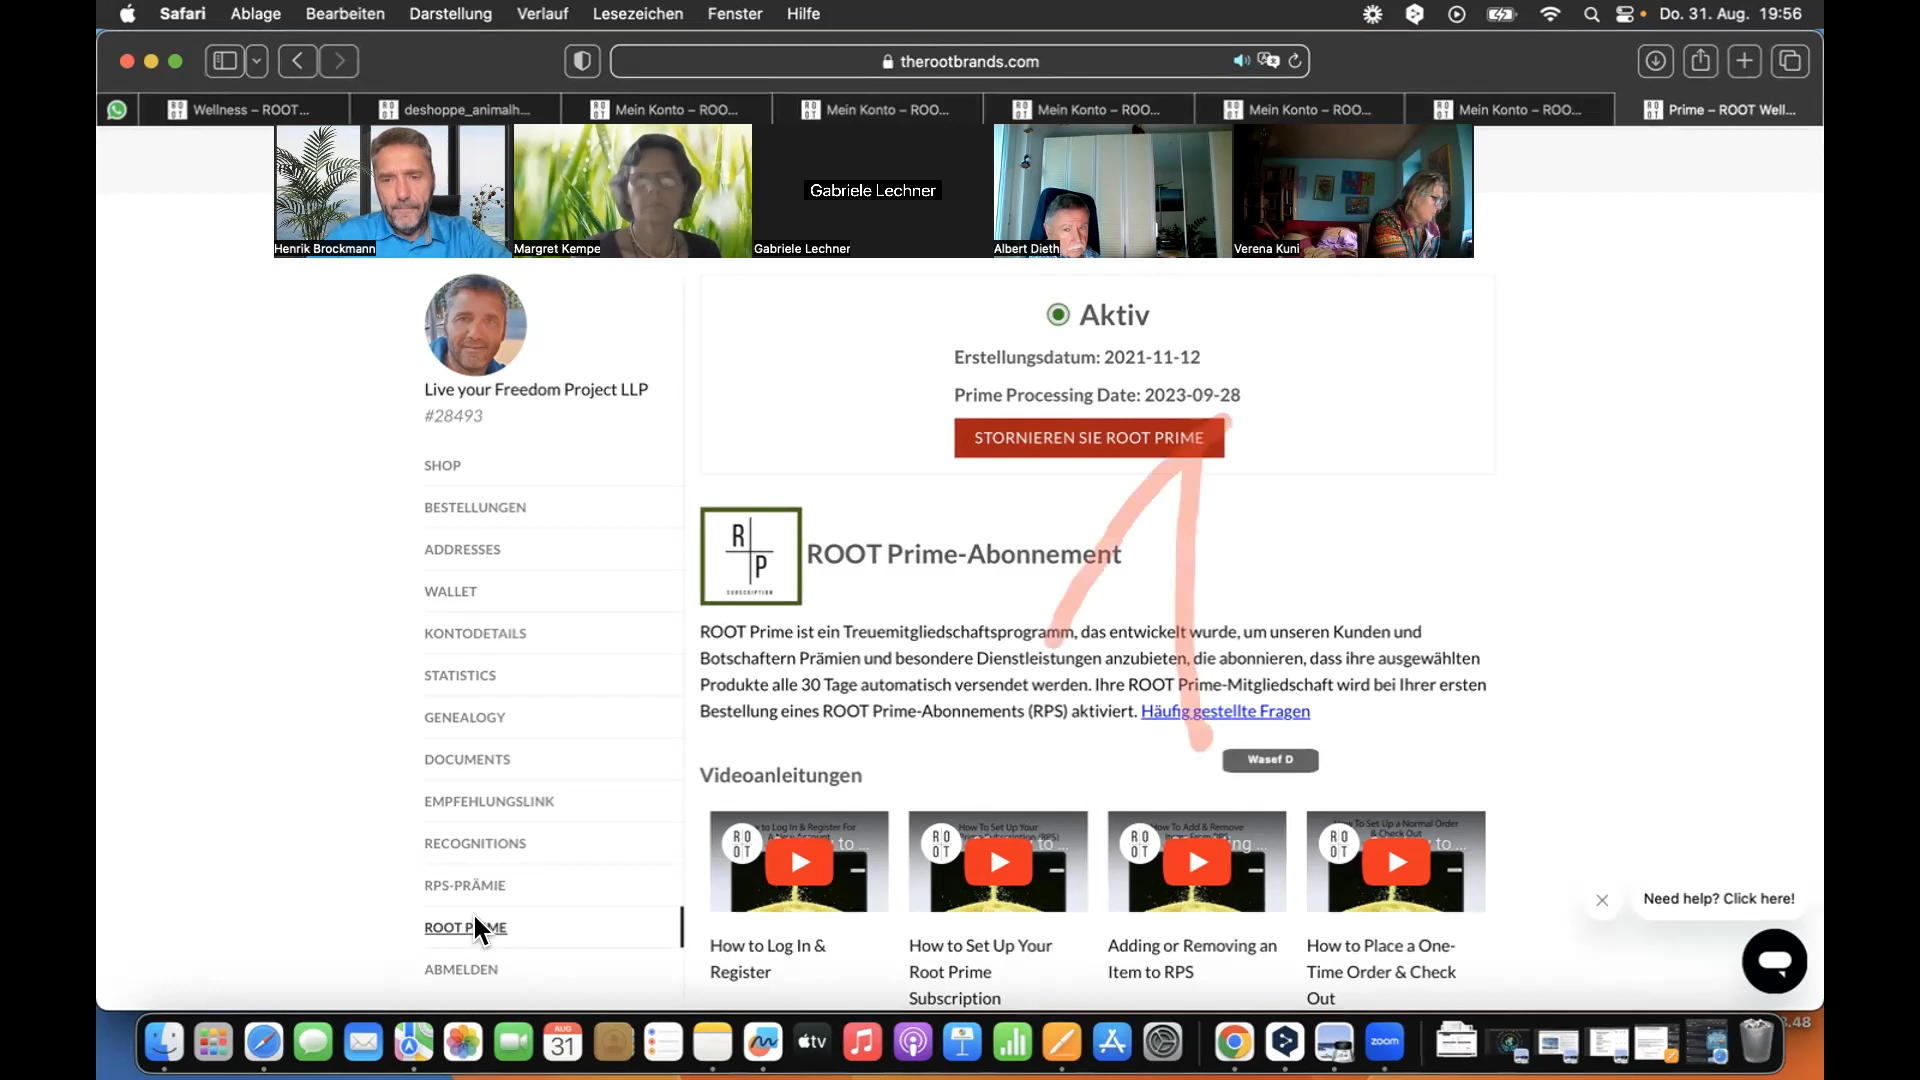 Safari Ablage Bearbeiten Darstellung Verlauf Lesezeichen Fenster Hilfe Do. 31. Aug. 19:56
therootbrands.com
Wellness – ROOT... deshoppe_animalh... Mein Konto – ROO... Mein Konto – ROO... Mein Konto – ROO... Mein Konto – ROO... Mein Konto – ROO... Prime – ROOT Well...
Gabriele Lechner
Henrik Brockmann Margret Kempe Gabriele Lechner Albert Dieth Verena Kuni
Aktiv
Erstellungsdatum: 2021-11-12
Prime Processing Date: 2023-09-28
STORNIEREN SIE ROOT PRIME
Live your Freedom Project LLP
#28493
SHOP
BESTELLUNGEN
ADDRESSES
WALLET
KONTODETAILS
STATISTICS
GENEALOGY
DOCUMENTS
EMPFEHLUNGSLINK
RECOGNITIONS
RPS-PRÄMIE
ROOT PRIME
ABMELDEN
R P
SUBSCRIPTION
ROOT Prime-Abonnement
ROOT Prime ist ein Treuemitgliedschaftsprogramm, das entwickelt wurde, um unseren Kunden und
Botschaftern Prämien und besondere Dienstleistungen anzubieten, die abonnieren, dass ihre ausgewählten
Produkte alle 30 Tage automatisch versendet werden. Ihre ROOT Prime-Mitgliedschaft wird bei Ihrer ersten
Bestellung eines ROOT Prime-Abonnements (RPS) aktiviert. Häufig gestellte Fragen
Wasef D
Videoanleitungen
How to Log In &
Register
How to Set Up Your
Root Prime
Subscription
Adding or Removing an
Item to RPS
How to Place a One-
Time Order & Check
Out
Need help? Click here!
AUG
31
tv
zoom